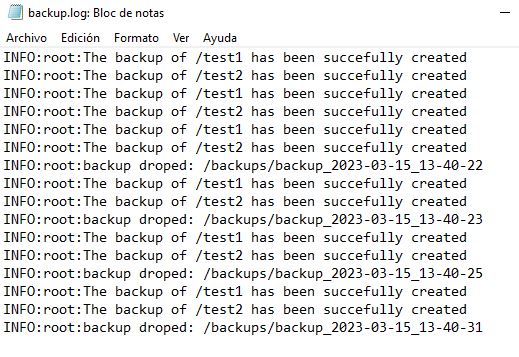 backup.log: Bloc de notas
Archivo Edición Formato Ver Ayuda
INFO:root:The backup of /test1 has been succefully created
INFO:root:The backup of /test2 has been succefully created
INFO:root:The backup of /test1 has been succefully created
INFO:root:The backup of /test2 has been succefully created
INFO:root:The backup of /test1 has been succefully created
INFO:root:The backup of /test2 has been succefully created
INFO:root:backup droped: /backups/backup_2023-03-15_13-40-22
INFO:root:The backup of /test1 has been succefully created
INFO:root:The backup of /test2 has been succefully created
INFO:root:backup droped: /backups/backup_2023-03-15_13-40-23
INFO:root:The backup of /test1 has been succefully created
INFO:root:The backup of /test2 has been succefully created
INFO:root:backup droped: /backups/backup_2023-03-15_13-40-25
INFO:root:The backup of /test1 has been succefully created
INFO:root:The backup of /test2 has been succefully created
INFO:root:backup droped: /backups/backup_2023-03-15_13-40-31